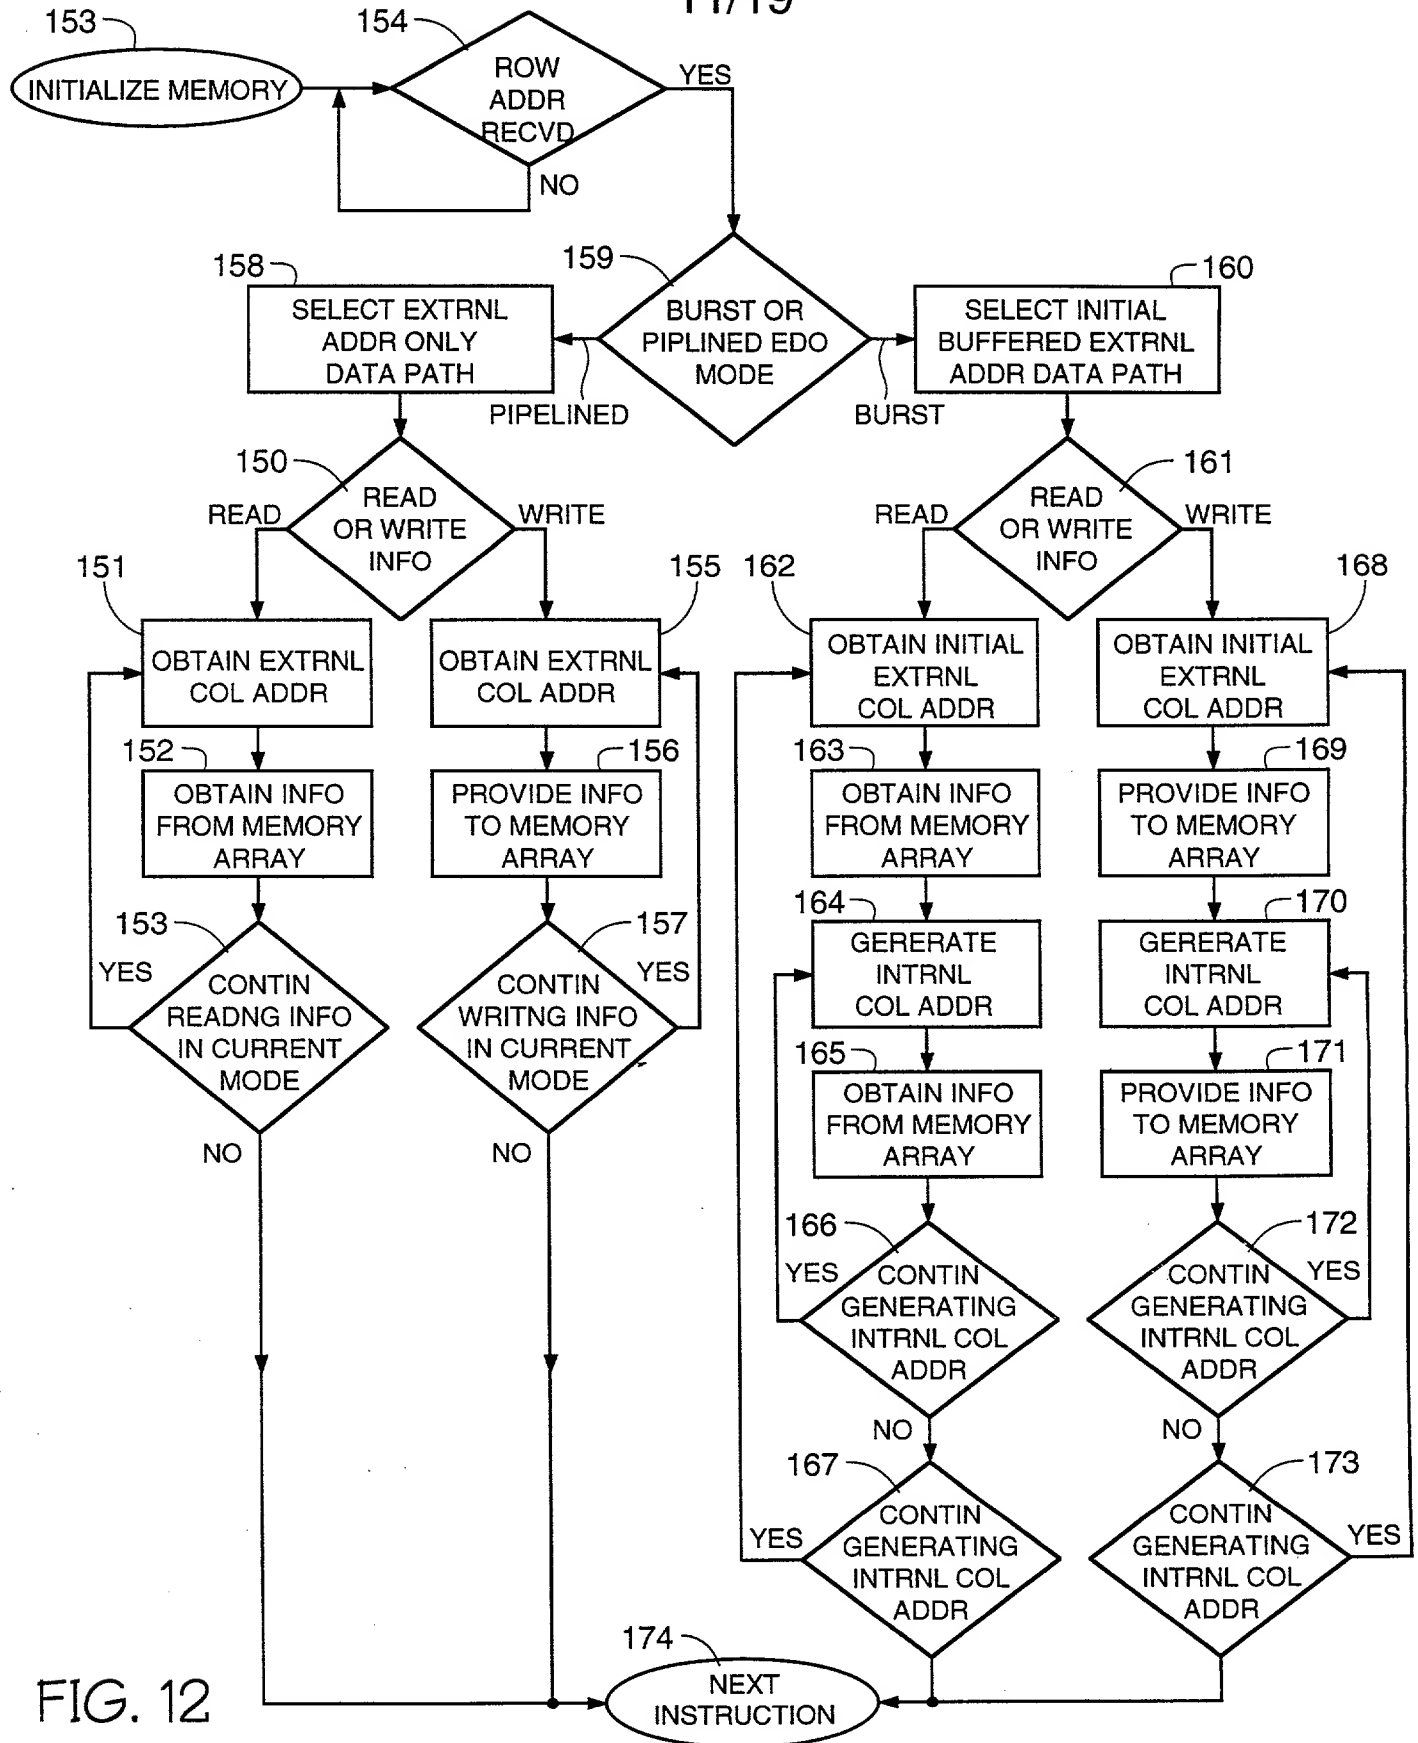 11/19
153
INITIALIZE MEMORY
154
ROW
ADDR
RECVD
YES
NO
159
BURST OR
PIPLINED EDO
MODE
PIPELINED
BURST
158
SELECT EXTRNL
ADDR ONLY
DATA PATH
160
SELECT INITIAL
BUFFERED EXTRNL
ADDR DATA PATH
150
READ
OR WRITE
INFO
READ
WRITE
151
OBTAIN EXTRNL
COL ADDR
152
OBTAIN INFO
FROM MEMORY
ARRAY
153
CONTIN
READNG INFO
IN CURRENT
MODE
YES
NO
155
OBTAIN EXTRNL
COL ADDR
156
PROVIDE INFO
TO MEMORY
ARRAY
157
CONTIN
WRITNG INFO
IN CURRENT
MODE
YES
NO
161
READ
OR WRITE
INFO
READ
WRITE
162
OBTAIN INITIAL
EXTRNL
COL ADDR
163
OBTAIN INFO
FROM MEMORY
ARRAY
164
GERERATE
INTRNL
COL ADDR
165
OBTAIN INFO
FROM MEMORY
ARRAY
166
CONTIN
GENERATING
INTRNL COL
ADDR
YES
NO
167
CONTIN
GENERATING
INTRNL COL
ADDR
YES
168
OBTAIN INITIAL
EXTRNL
COL ADDR
169
PROVIDE INFO
TO MEMORY
ARRAY
170
GERERATE
INTRNL
COL ADDR
171
PROVIDE INFO
TO MEMORY
ARRAY
172
CONTIN
GENERATING
INTRNL COL
ADDR
YES
NO
173
CONTIN
GENERATING
INTRNL COL
ADDR
YES
174
NEXT
INSTRUCTION
FIG. 12